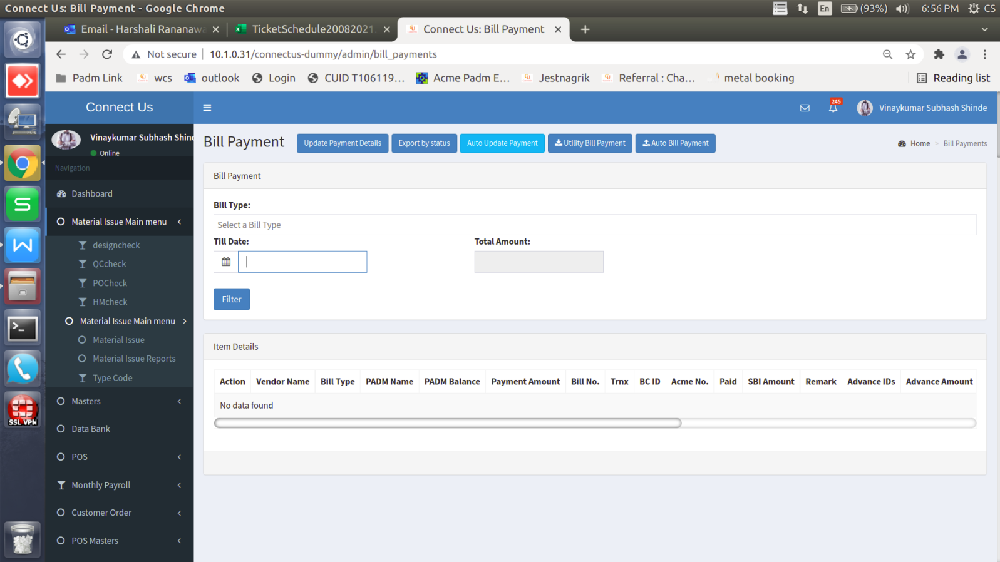 Connect Us: Bill Payment - Google Chrome
En (93%) 6:56 PM CS
Email - Harshali Rananawa
TicketSchedule20082021.
Connect Us: Bill Payment
Not secure | 10.1.0.31/connectus-dummy/admin/bill_payments
Padm Link wcs outlook Login CUID T106119... Acme Padm E... Jestnagrik Referral : Cha... metal booking Reading list
Connect Us
245
Vinaykumar Subhash Shinde
Vinaykumar Subhash Shind
Online
Navigation
Dashboard
Material Issue Main menu
designcheck
QCcheck
POCheck
HMcheck
Material Issue Main menu
Material Issue
Material Issue Reports
Type Code
Masters
Data Bank
POS
Monthly Payroll
Customer Order
POS Masters
SSL VPN
Bill Payment
Update Payment Details Export by status Auto Update Payment Utility Bill Payment Auto Bill Payment
Home > Bill Payments
Bill Payment
Bill Type:
Select a Bill Type
Till Date: Total Amount:
Filter
Item Details
Action Vendor Name Bill Type PADM Name PADM Balance Payment Amount Bill No. Trnx BC ID Acme No. Paid SBI Amount Remark Advance IDs Advance Amount
No data found